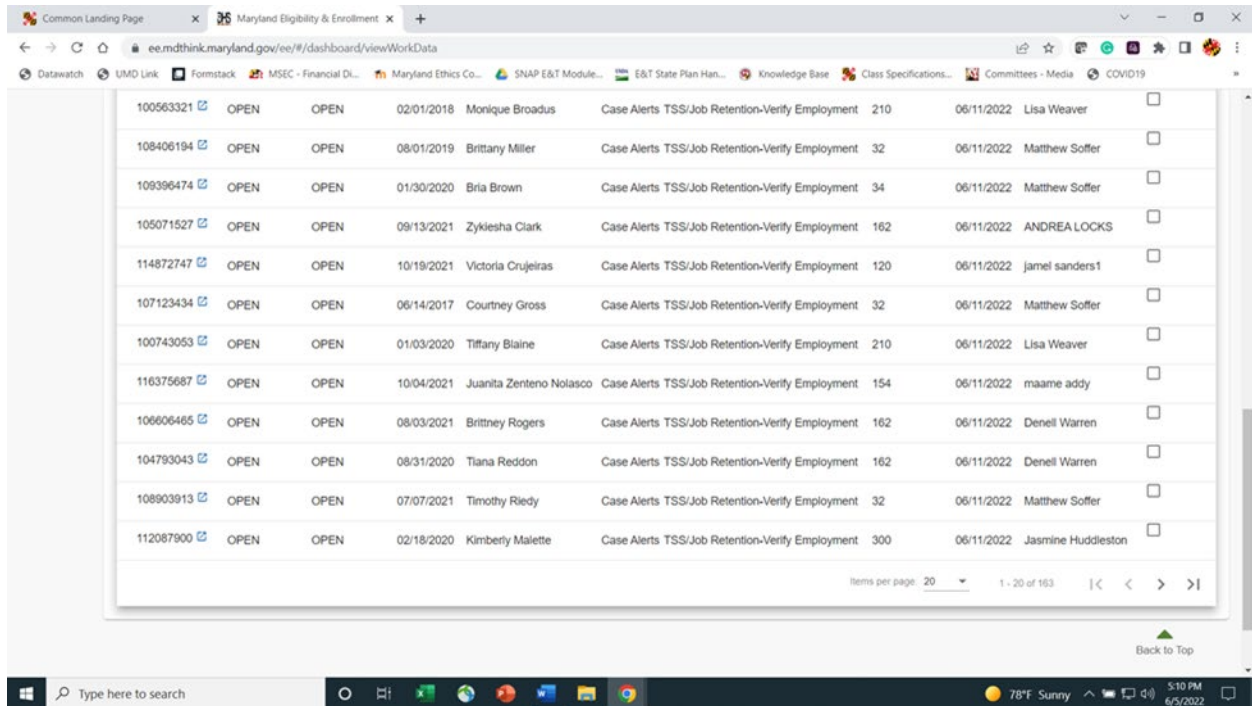 Common Landing Page Maryland Eligibility & Enrollment
ee.mdthink.maryland.gov/ee/#/dashboard/viewWorkData
Datawatch UMD Link Formstack MSEC - Financial Di... Maryland Ethics Co... SNAP E&T Module... E&T State Plan Han... Knowledge Base Class Specifications... Committees - Media COVID19 »
100563321 OPEN OPEN 02/01/2018 Monique Broadus Case Alerts TSS/Job Retention-Verify Employment 210 06/11/2022 Lisa Weaver
108406194 OPEN OPEN 08/01/2019 Brittany Miller Case Alerts TSS/Job Retention-Verify Employment 32 06/11/2022 Matthew Soffer
109396474 OPEN OPEN 01/30/2020 Bria Brown Case Alerts TSS/Job Retention-Verify Employment 34 06/11/2022 Matthew Soffer
105071527 OPEN OPEN 09/13/2021 Zykiesha Clark Case Alerts TSS/Job Retention-Verify Employment 162 06/11/2022 ANDREA LOCKS
114872747 OPEN OPEN 10/19/2021 Victoria Crujeiras Case Alerts TSS/Job Retention-Verify Employment 120 06/11/2022 jamel sanders1
107123434 OPEN OPEN 06/14/2017 Courtney Gross Case Alerts TSS/Job Retention-Verify Employment 32 06/11/2022 Matthew Soffer
100743053 OPEN OPEN 01/03/2020 Tiffany Blaine Case Alerts TSS/Job Retention-Verify Employment 210 06/11/2022 Lisa Weaver
116375687 OPEN OPEN 10/04/2021 Juanita Zenteno Nolasco Case Alerts TSS/Job Retention-Verify Employment 154 06/11/2022 maame addy
106606465 OPEN OPEN 08/03/2021 Brittney Rogers Case Alerts TSS/Job Retention-Verify Employment 162 06/11/2022 Denell Warren
104793043 OPEN OPEN 08/31/2020 Tiana Reddon Case Alerts TSS/Job Retention-Verify Employment 162 06/11/2022 Denell Warren
108903913 OPEN OPEN 07/07/2021 Timothy Riedy Case Alerts TSS/Job Retention-Verify Employment 32 06/11/2022 Matthew Soffer
112087900 OPEN OPEN 02/18/2020 Kimberly Malette Case Alerts TSS/Job Retention-Verify Employment 300 06/11/2022 Jasmine Huddleston
Items per page: 20 1 - 20 of 163
Back to Top
Type here to search 78°F Sunny 5:10 PM
6/5/2022